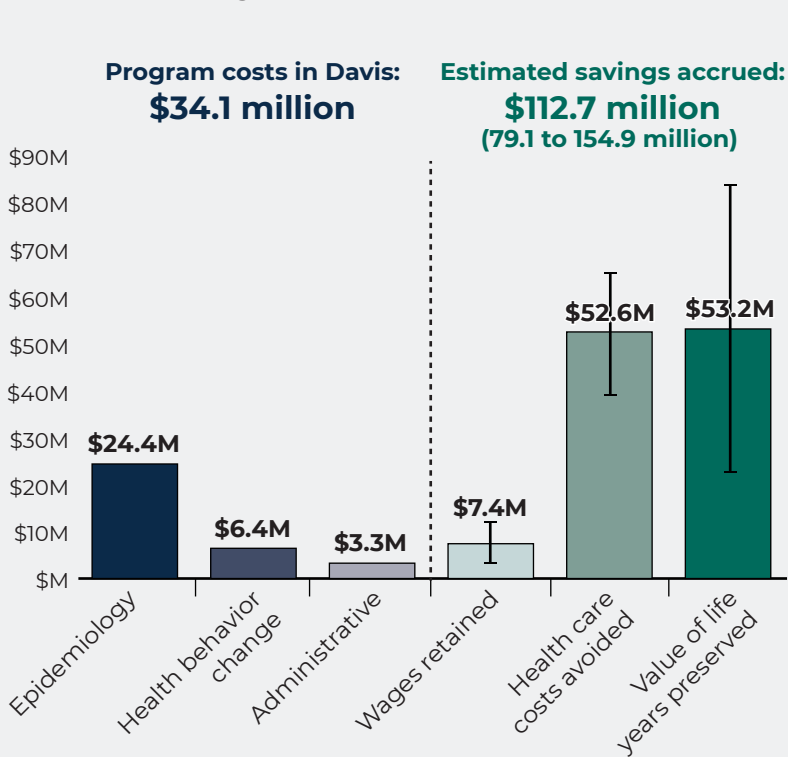 Program costs in Davis:
$34.1 million
Estimated savings accrued:
$112.7 million
(79.1 to 154.9 million)
$90M
$80M
$70M
$60M
$50M
$40M
$30M
$20M
$10M
$M
$24.4M
$6.4M
$3.3M
$7.4M
$52.6M
$53.2M
Epidemiology
Health behavior
change
Administrative
Wages retained
Health care
costs avoided
Value of life
years preserved